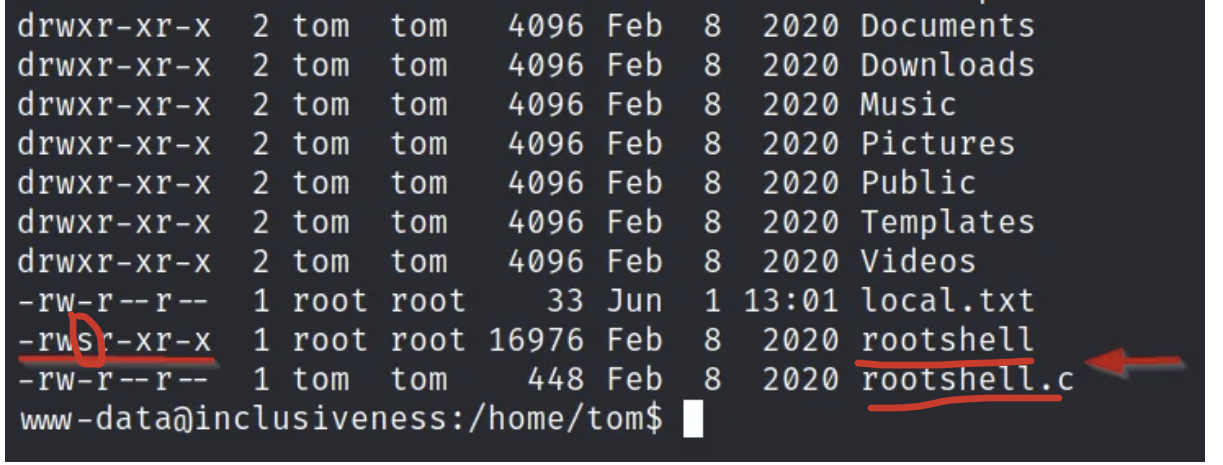 drwxr-xr-x 2 tom tom 4096 Feb 8 2020 Documents
drwxr-xr-x 2 tom tom 4096 Feb 8 2020 Downloads
drwxr-xr-x 2 tom tom 4096 Feb 8 2020 Music
drwxr-xr-x 2 tom tom 4096 Feb 8 2020 Pictures
drwxr-xr-x 2 tom tom 4096 Feb 8 2020 Public
drwxr-xr-x 2 tom tom 4096 Feb 8 2020 Templates
drwxr-xr-x 2 tom tom 4096 Feb 8 2020 Videos
-rw-r--r-- 1 root root 33 Jun 1 13:01 local.txt
-rwsr-xr-x 1 root root 16976 Feb 8 2020 rootshell
-rw-r--r-- 1 tom tom 448 Feb 8 2020 rootshell.c
www-data@inclusiveness:/home/tom$